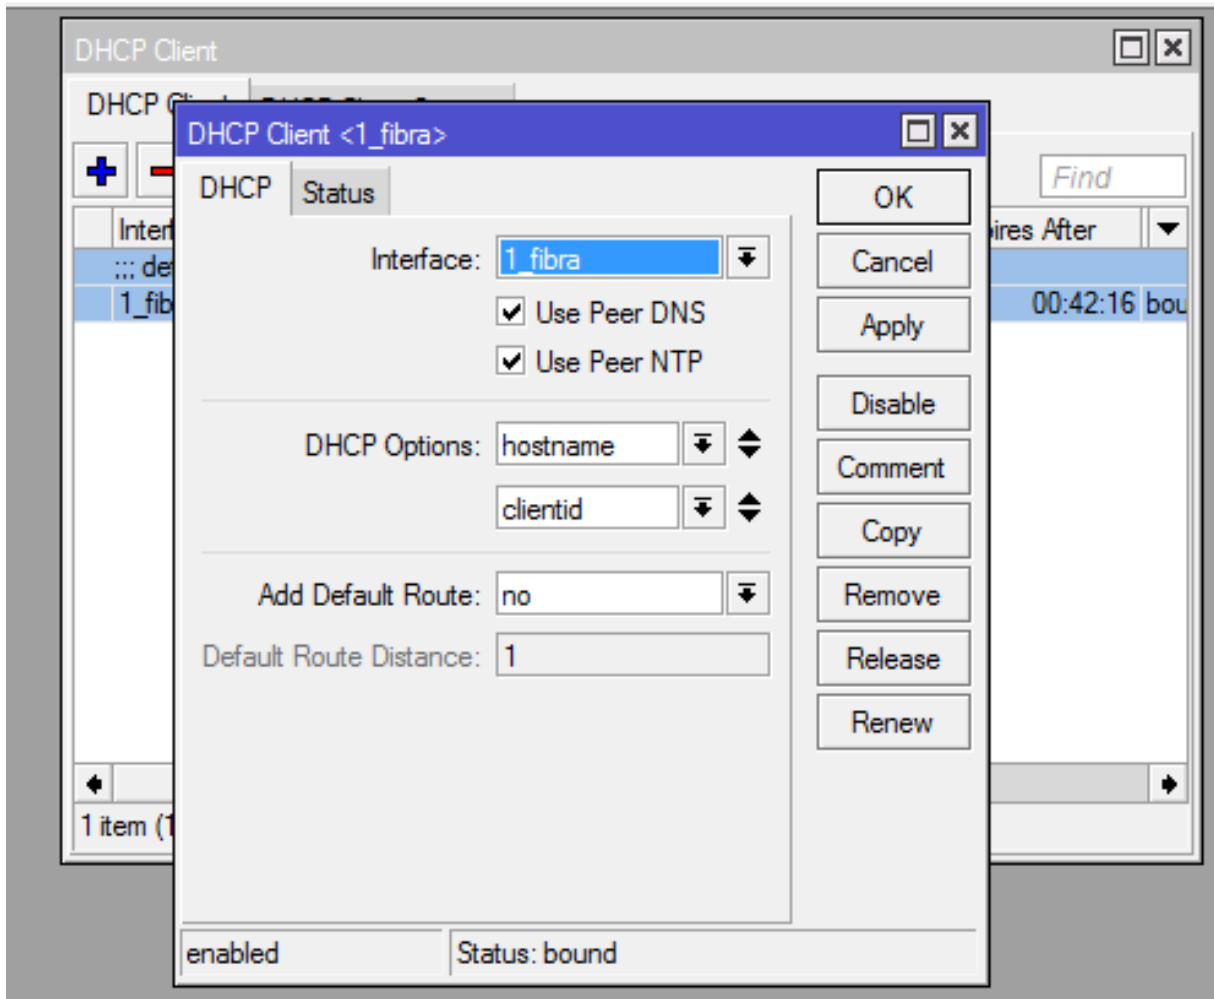 DHCP Client
DHCP Client <1_fibra>
DHCP Status
Find
Interface: 1_fibra
Use Peer DNS
Use Peer NTP
DHCP Options: hostname
clientid
Add Default Route: no
Default Route Distance: 1
OK
Cancel
Apply
Disable
Comment
Copy
Remove
Release
Renew
After
00:42:16
1 item
enabled Status: bound